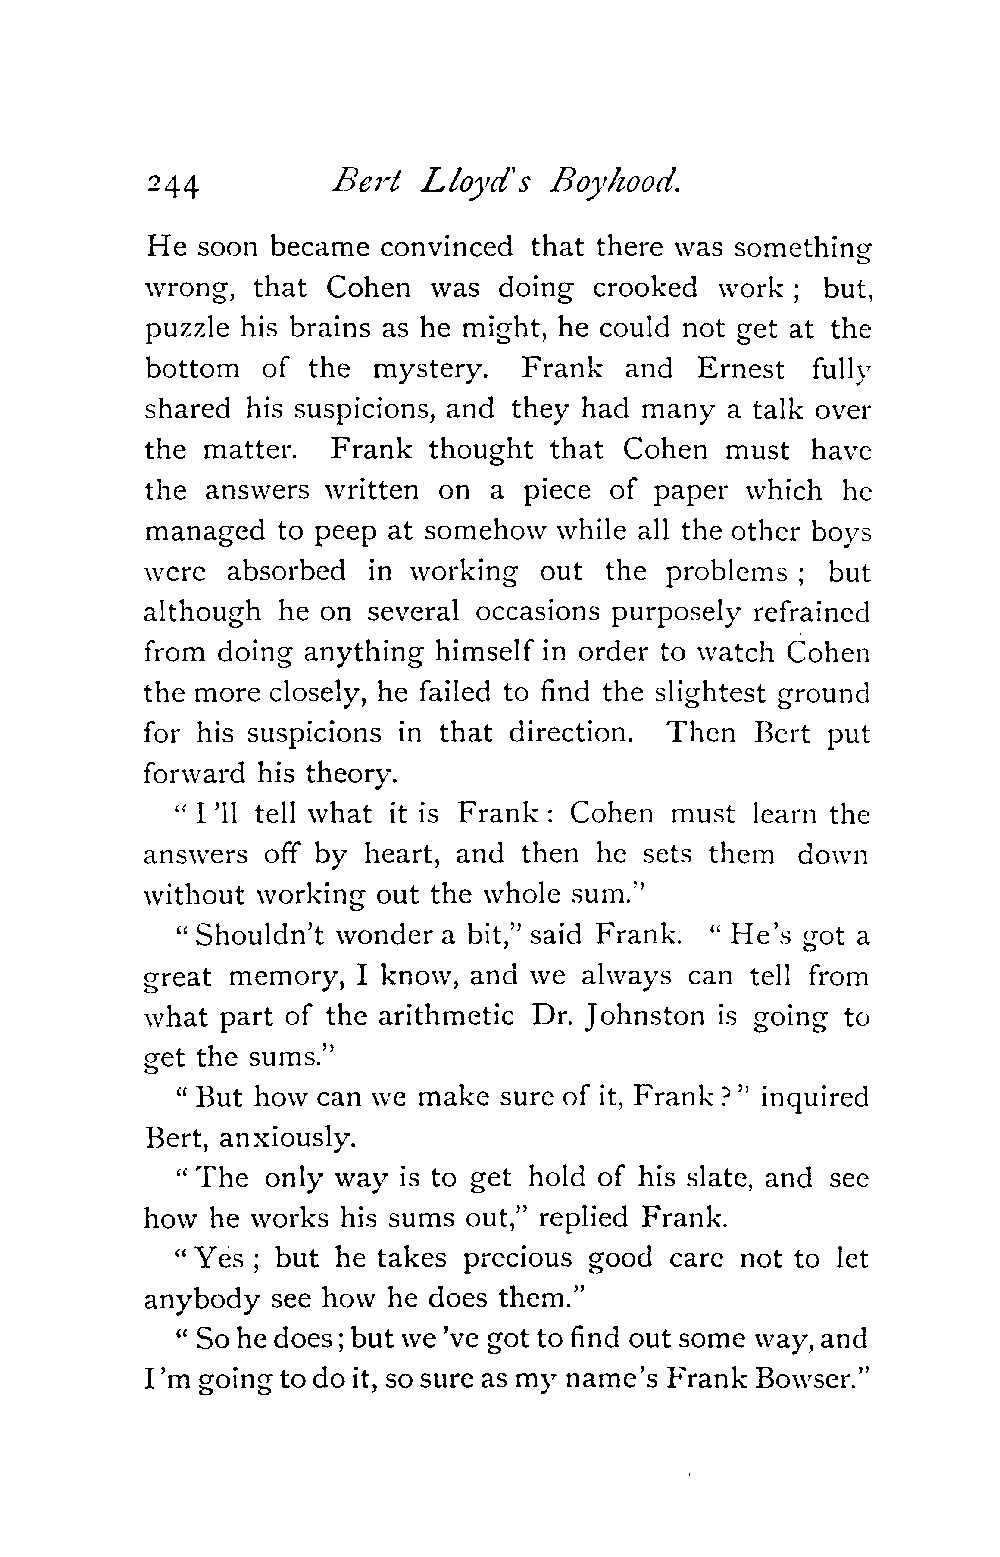 244 Bert Lloyd's Boyhood.
He soon became convinced that there was something
wrong, that Cohen was doing crooked work ; but,
puzzle his brains as he might, he could not get at the
bottom of the mystery. Frank and Ernest fully
shared his suspicions, and they had many a talk over
the matter. Frank thought that Cohen must have
the answers written on a piece of paper which he
managed to peep at somehow while all the other boys
were absorbed in working out the problems ; but
although he on several occasions purposely refrained
from doing anything himself in order to watch Cohen
the more closely, he failed to find the slightest ground
for his suspicions in that direction. Then Bert put
forward his theory.
“ I 'll tell what it is Frank : Cohen must learn the
answers off by heart, and then he sets them down
without working out the whole sum.”
“ Shouldn't wonder a bit,” said Frank. “ He's got a
great memory, I know, and we always can tell from
what part of the arithmetic Dr. Johnston is going to
get the sums.”
“ But how can we make sure of it, Frank ? ” inquired
Bert, anxiously.
“ The only way is to get hold of his slate, and see
how he works his sums out,” replied Frank.
“ Yes ; but he takes precious good care not to let
anybody see how he does them.”
“ So he does ; but we 've got to find out some way, and
I 'm going to do it, so sure as my name's Frank Bowser.”